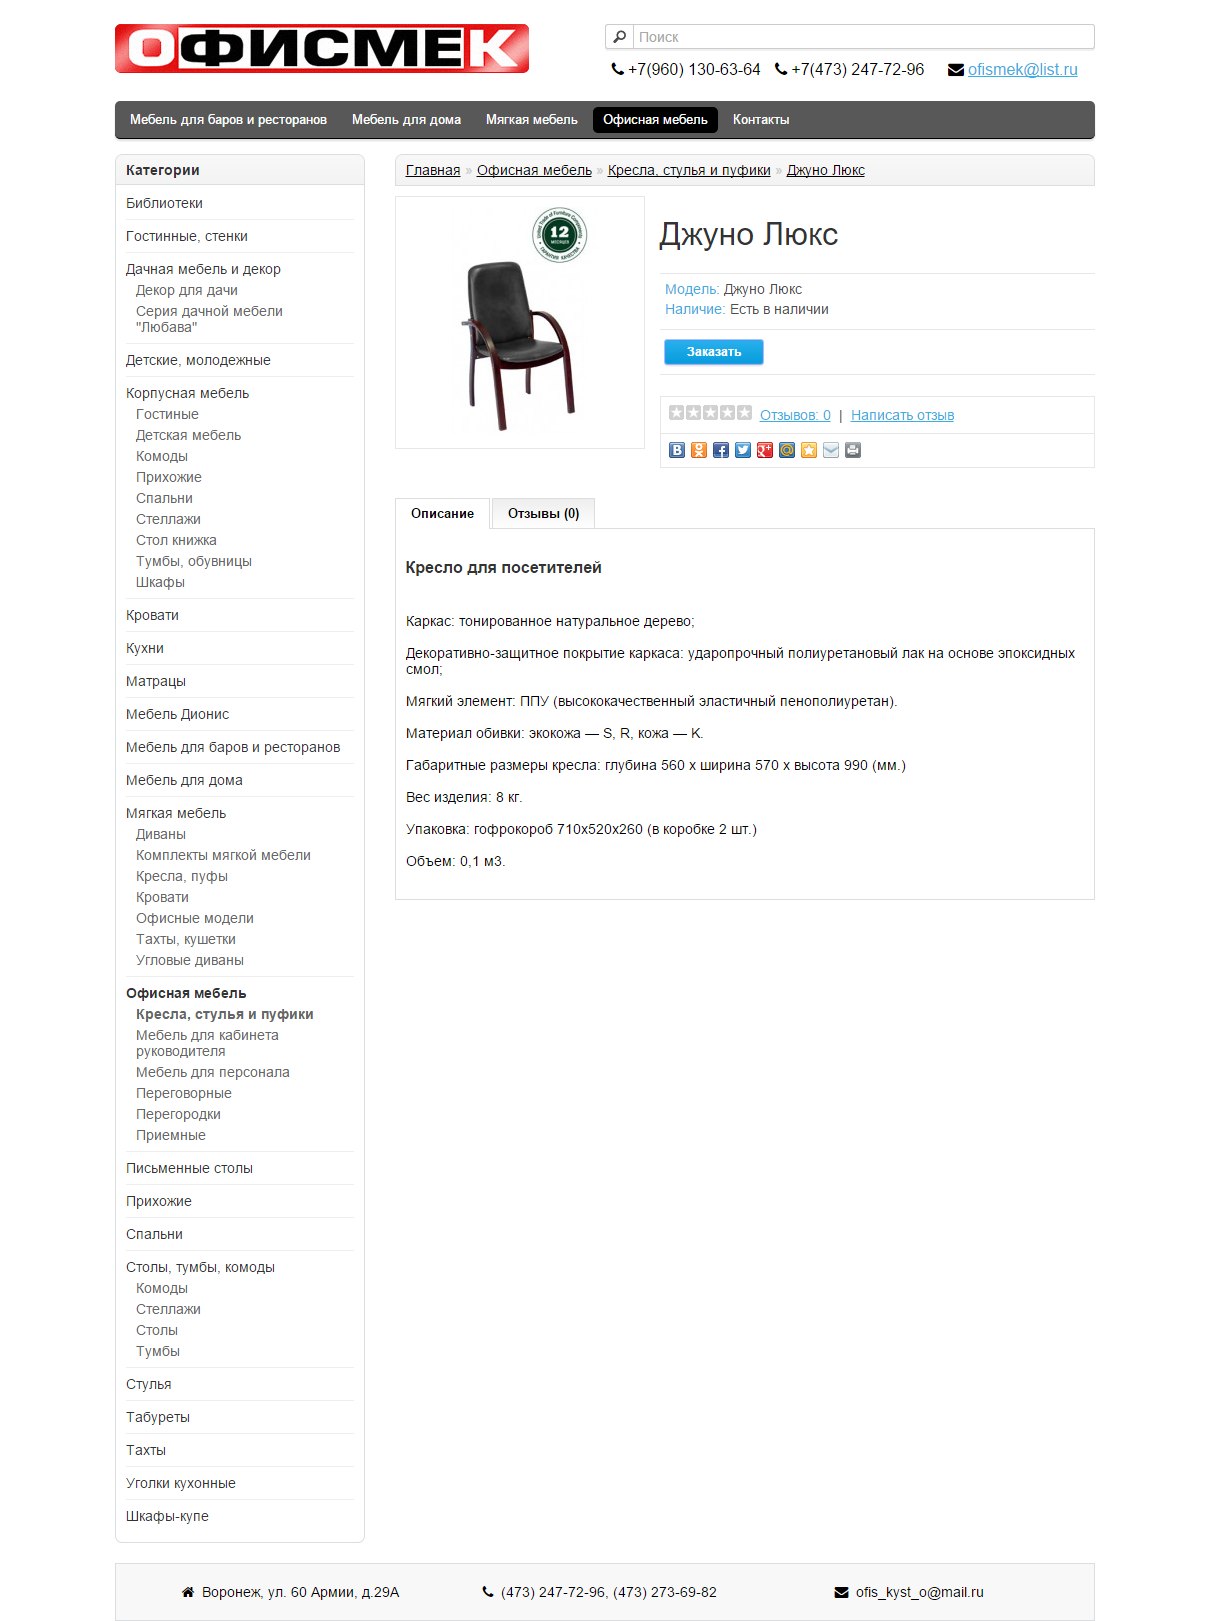 ОФИСМЕК
Поиск
+7(960) 130-63-64 +7(473) 247-72-96 ofismek@list.ru
Мебель для баров и ресторанов Мебель для дома Мягкая мебель Офисная мебель Контакты
Категории
Библиотеки
Гостинные, стенки
Дачная мебель и декор
Декор для дачи
Серия дачной мебели
"Любава"
Детские, молодежные
Корпусная мебель
Гостиные
Детская мебель
Комоды
Прихожие
Спальни
Стеллажи
Стол книжка
Тумбы, обувницы
Шкафы
Кровати
Кухни
Матрацы
Мебель Дионис
Мебель для баров и ресторанов
Мебель для дома
Мягкая мебель
Диваны
Комплекты мягкой мебели
Кресла, пуфы
Кровати
Офисные модели
Тахты, кушетки
Угловые диваны
Офисная мебель
Кресла, стулья и пуфики
Мебель для кабинета
руководителя
Мебель для персонала
Переговорные
Перегородки
Приемные
Письменные столы
Прихожие
Спальни
Столы, тумбы, комоды
Комоды
Стеллажи
Столы
Тумбы
Стулья
Табуреты
Тахты
Уголки кухонные
Шкафы-купе
Главная » Офисная мебель » Кресла, стулья и пуфики » Джуно Люкс
12
МЕСЯЦЕВ
ГАРАНТИЯ КАЧЕСТВА
Джуно Люкс
Модель: Джуно Люкс
Наличие: Есть в наличии
Заказать
Отзывов: 0 | Написать отзыв
Описание Отзывы (0)
Кресло для посетителей
Каркас: тонированное натуральное дерево;
Декоративно-защитное покрытие каркаса: ударопрочный полиуретановый лак на основе эпоксидных
смол;
Мягкий элемент: ППУ (высококачественный эластичный пенополиуретан).
Материал обивки: экокожа — S, R, кожа — K.
Габаритные размеры кресла: глубина 560 x ширина 570 x высота 990 (мм.)
Вес изделия: 8 кг.
Упаковка: гофрокороб 710x520x260 (в коробке 2 шт.)
Объем: 0,1 м3.
Воронеж, ул. 60 Армии, д.29А (473) 247-72-96, (473) 273-69-82 ofis_kyst_o@mail.ru